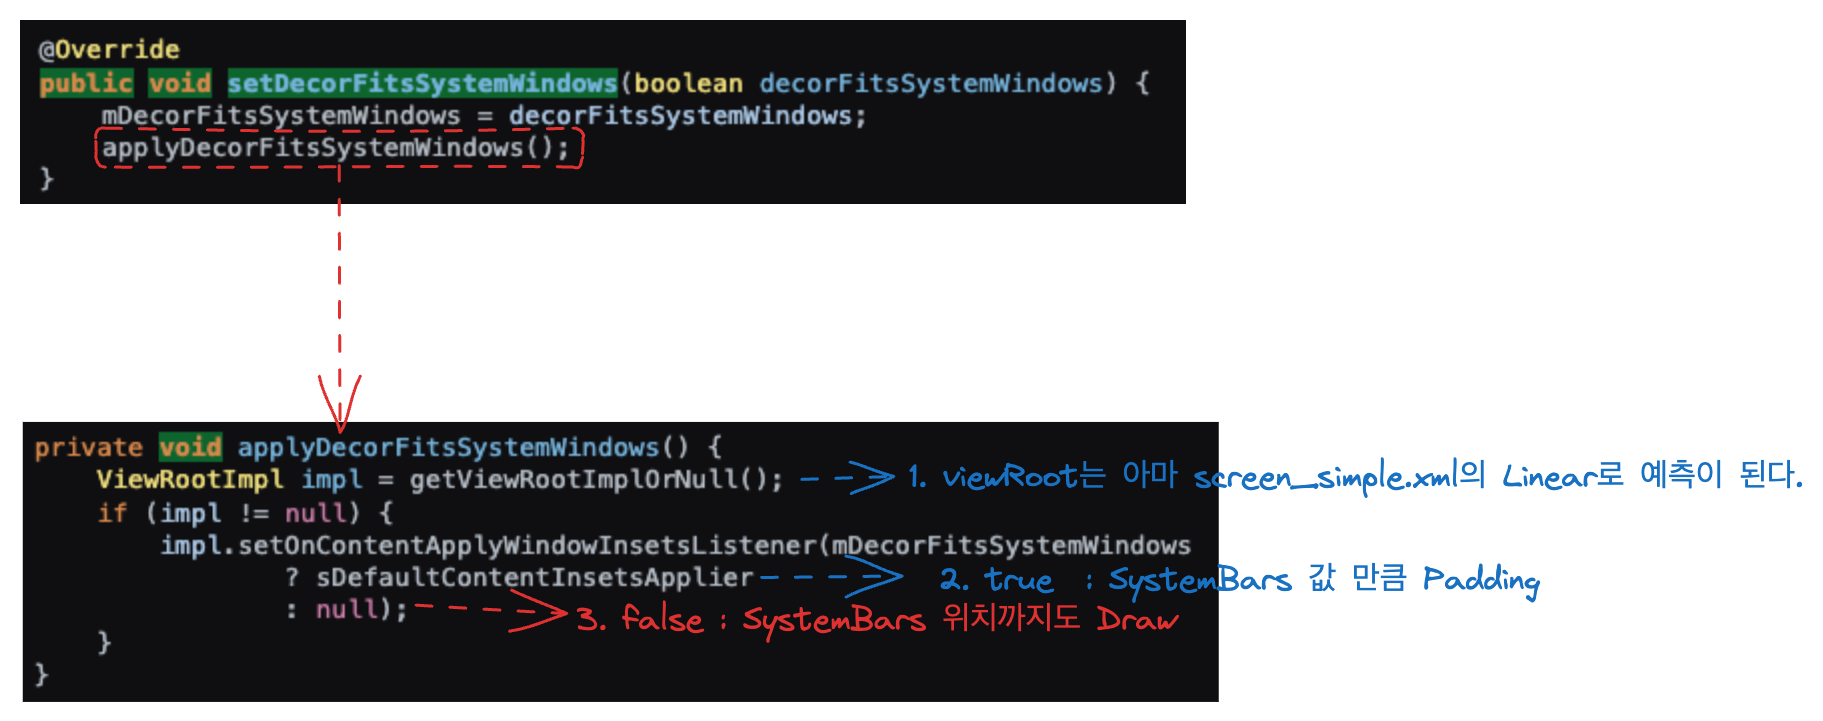 @Override
public void setDecorFitsSystemWindows(boolean decorFitsSystemWindows) {
mDecorFitsSystemWindows = decorFitsSystemWindows;
applyDecorFitsSystemWindows();
}
private void applyDecorFitsSystemWindows() {
ViewRootImpl impl = getViewRootImplOrNull();
1. viewRoot는 아마 screen_simple.xml의 Linear로 예측이 된다.
if (impl != null) {
impl.setOnContentApplyWindowInsetsListener(mDecorFitsSystemWindows
? sDefaultContentInsetsApplier
2. true : SystemBars 값 만큼 Padding
: null);
3. false : SystemBars 위치까지도 Draw
}
}